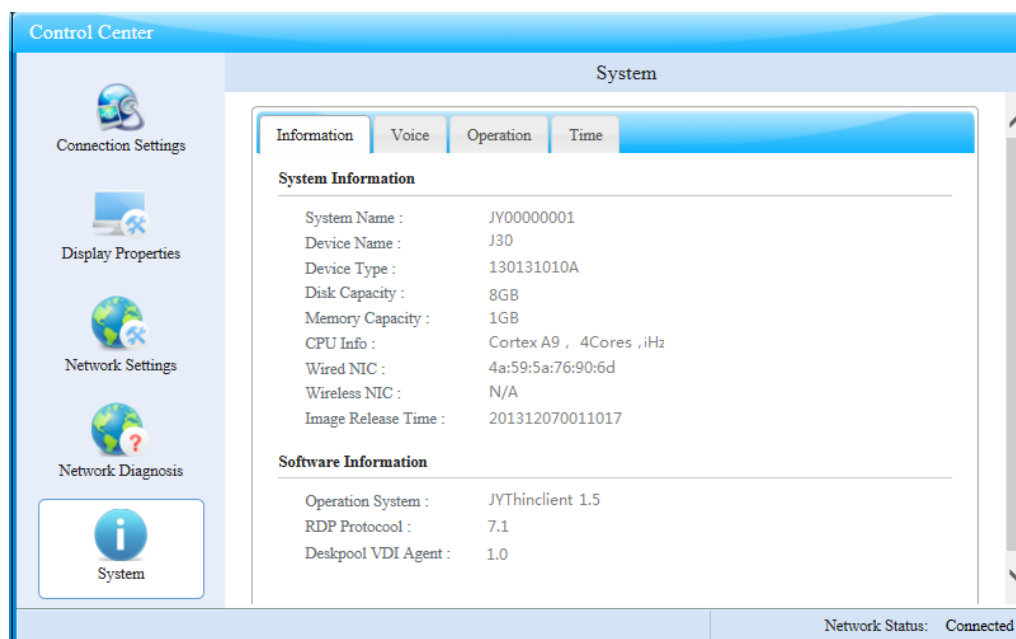 Control Center
System
Connection Settings
Display Properties
Network Settings
Network Diagnosis
System
Information Voice Operation Time
System Information
System Name : JY00000001
Device Name : J30
Device Type : 130131010A
Disk Capacity : 8GB
Memory Capacity : 1GB
CPU Info : Cortex A9 , 4Cores ,iHz
Wired NIC : 4a:59:5a:76:90:6d
Wireless NIC : N/A
Image Release Time : 201312070011017
Software Information
Operation System : JYThinclient 1.5
RDP Protocool : 7.1
Deskpool VDI Agent : 1.0
Network Status: Connected